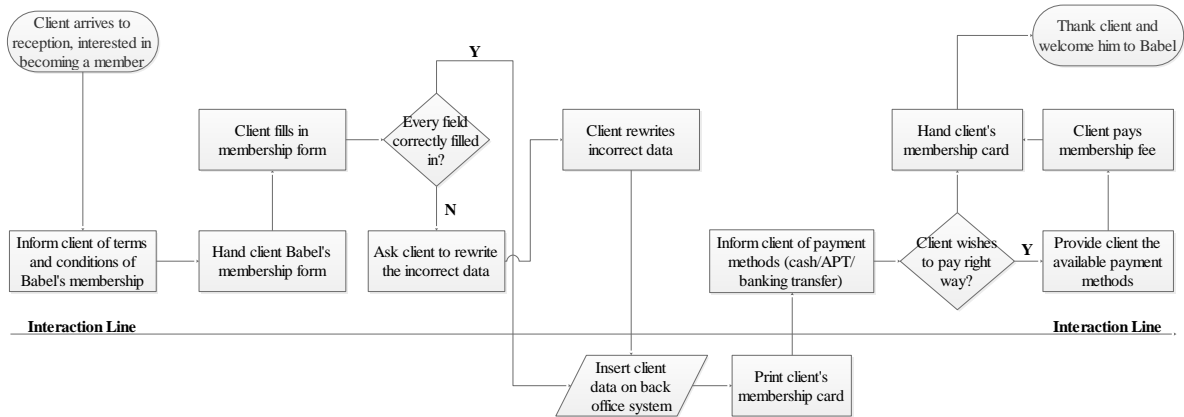 Client arrives to
reception, interested in
becoming a member
Inform client of terms
and conditions of
Babel's membership
Hand client Babel's
membership form
Client fills in
membership form
Every field
correctly filled
in?
Y
N
Ask client to rewrite
the incorrect data
Client rewrites
incorrect data
Insert client
data on back
office system
Print client's
membership card
Inform client of payment
methods (cash/APT/
banking transfer)
Client wishes
to pay right
way?
Y
Provide client the
available payment
methods
Client pays
membership fee
Hand client's
membership card
Thank client and
welcome him to Babel
Interaction Line
Interaction Line